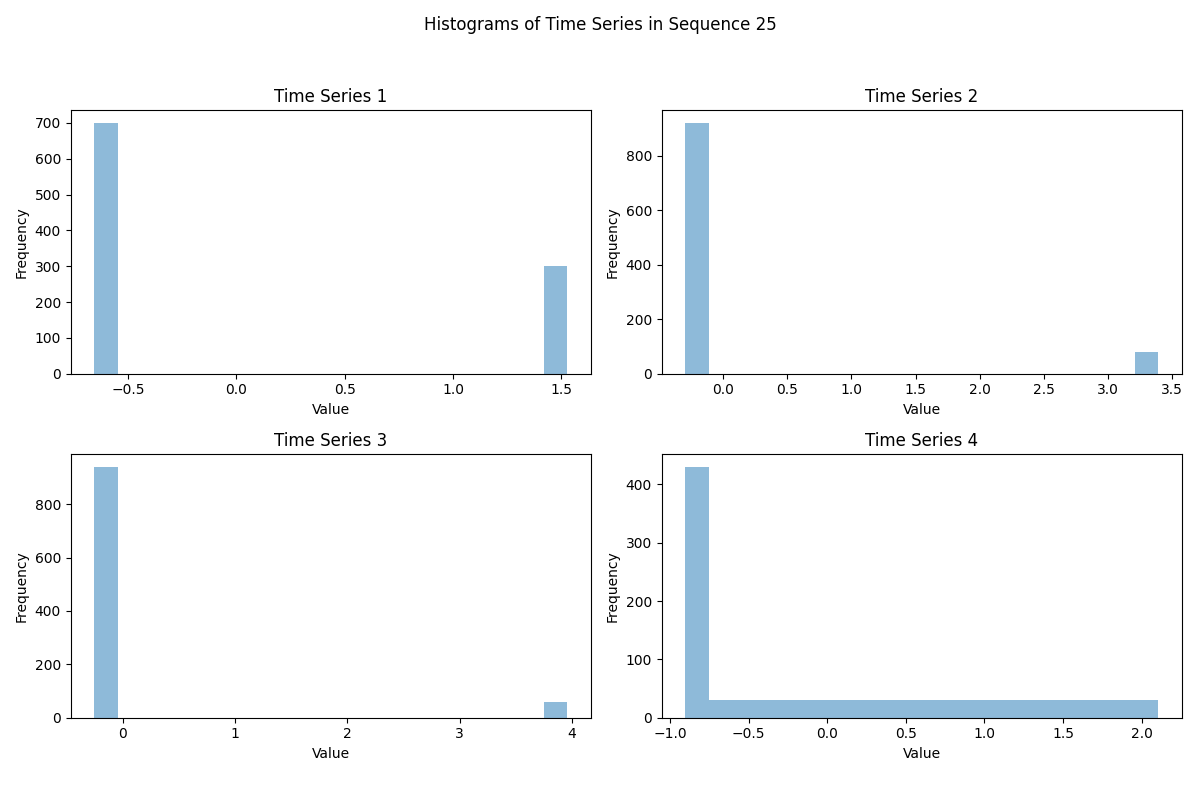 Histograms of Time Series in Sequence 25
Time Series 1
700
600
500
400
300
200
100
0
Frequency
−0.5 0.0 0.5 1.0 1.5
Value
Time Series 2
800
600
400
200
0
Frequency
0.0 0.5 1.0 1.5 2.0 2.5 3.0 3.5
Value
Time Series 3
800
600
400
200
0
Frequency
0 1 2 3 4
Value
Time Series 4
400
300
200
100
0
Frequency
−1.0 −0.5 0.0 0.5 1.0 1.5 2.0
Value